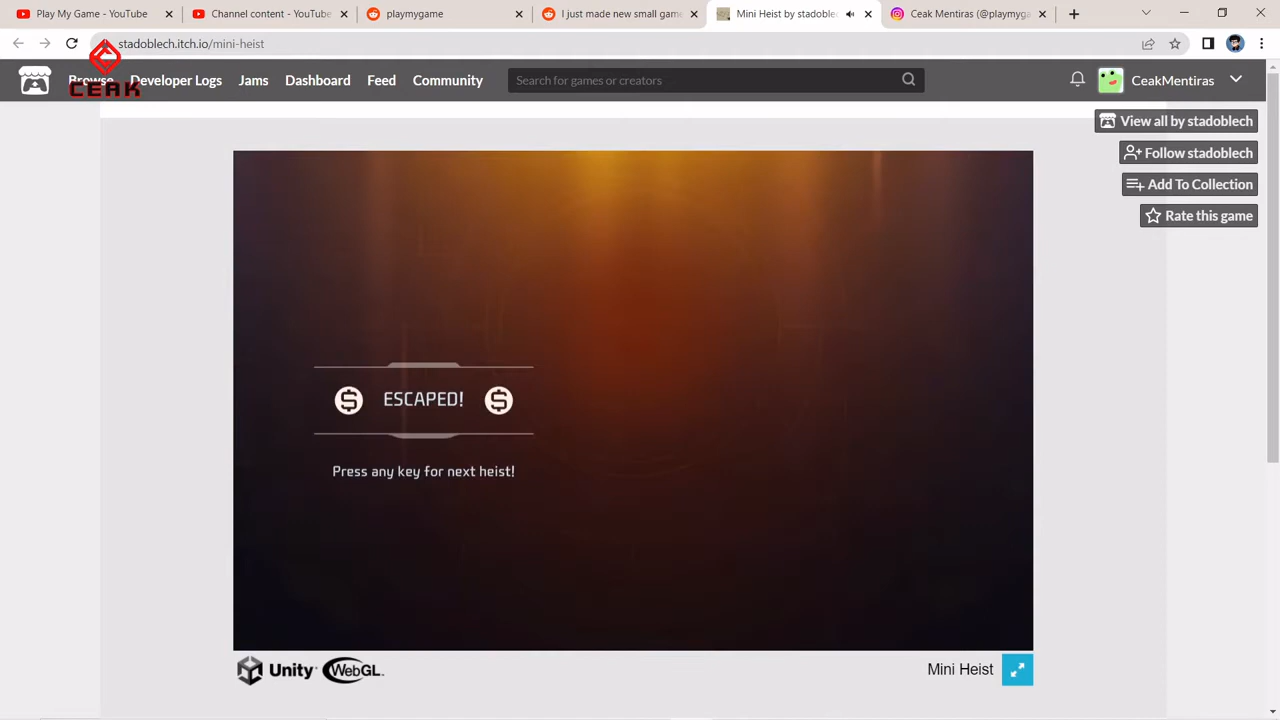 Play My Game - YouTube
Channel content - YouTube
playmygame
I just made new small game
Mini Heist by stadoblech
Ceak Mentiras (@playmyga
stadoblech.itch.io/mini-heist
CEAK
Browse
Developer Logs
Jams
Dashboard
Feed
Community
Search for games or creators
CeakMentiras
View all by stadoblech
Follow stadoblech
Add To Collection
Rate this game
ESCAPED!
Press any key for next heist!
Unity
WebGL
Mini Heist